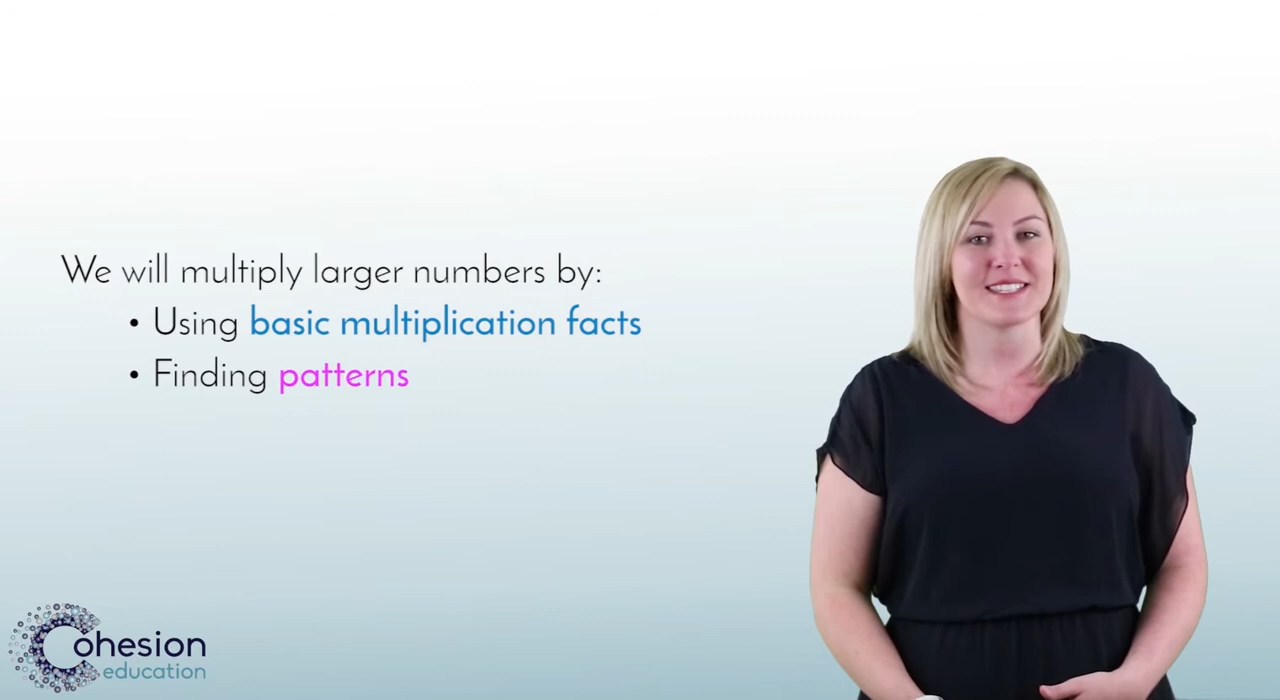 We will multiply larger numbers by:
• Using basic multiplication facts
• Finding patterns
Cohesion
education